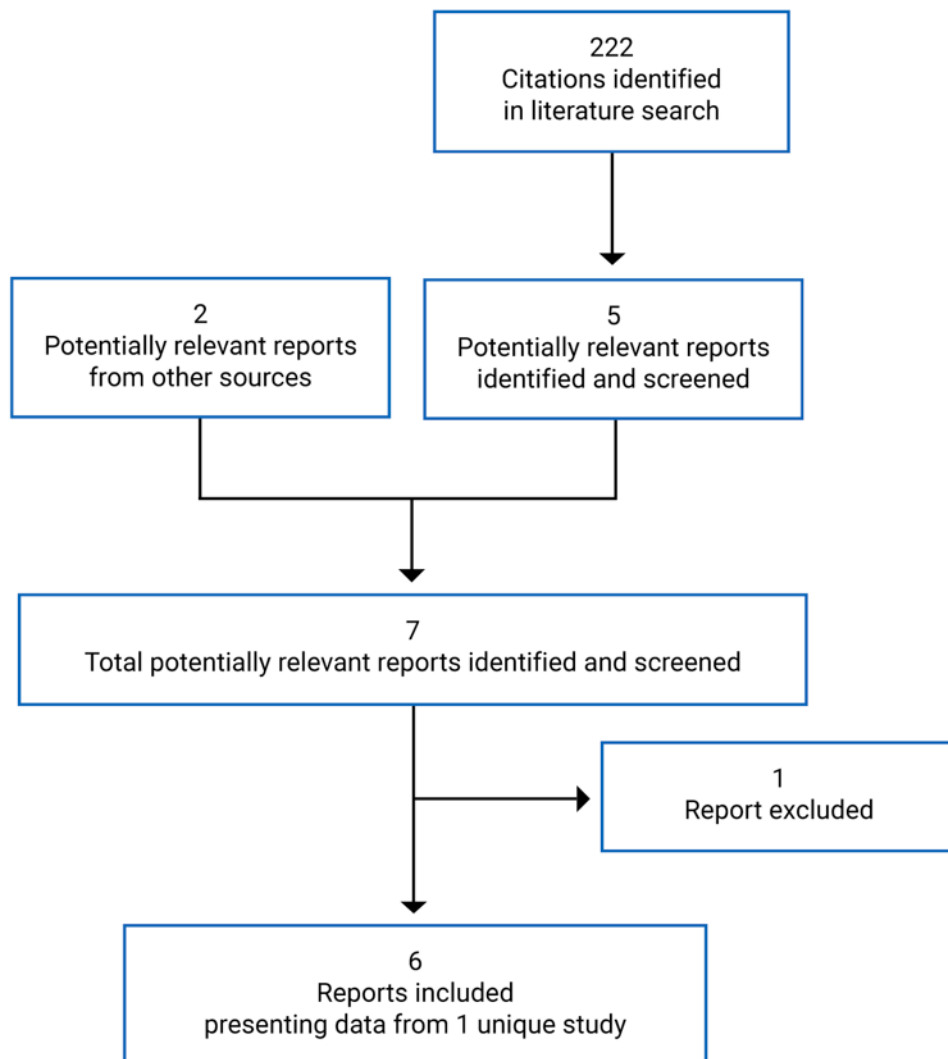 222
Citations identified
in literature search
2
Potentially relevant reports
from other sources
5
Potentially relevant reports
identified and screened
7
Total potentially relevant reports identified and screened
1
Report excluded
6
Reports included
presenting data from 1 unique study